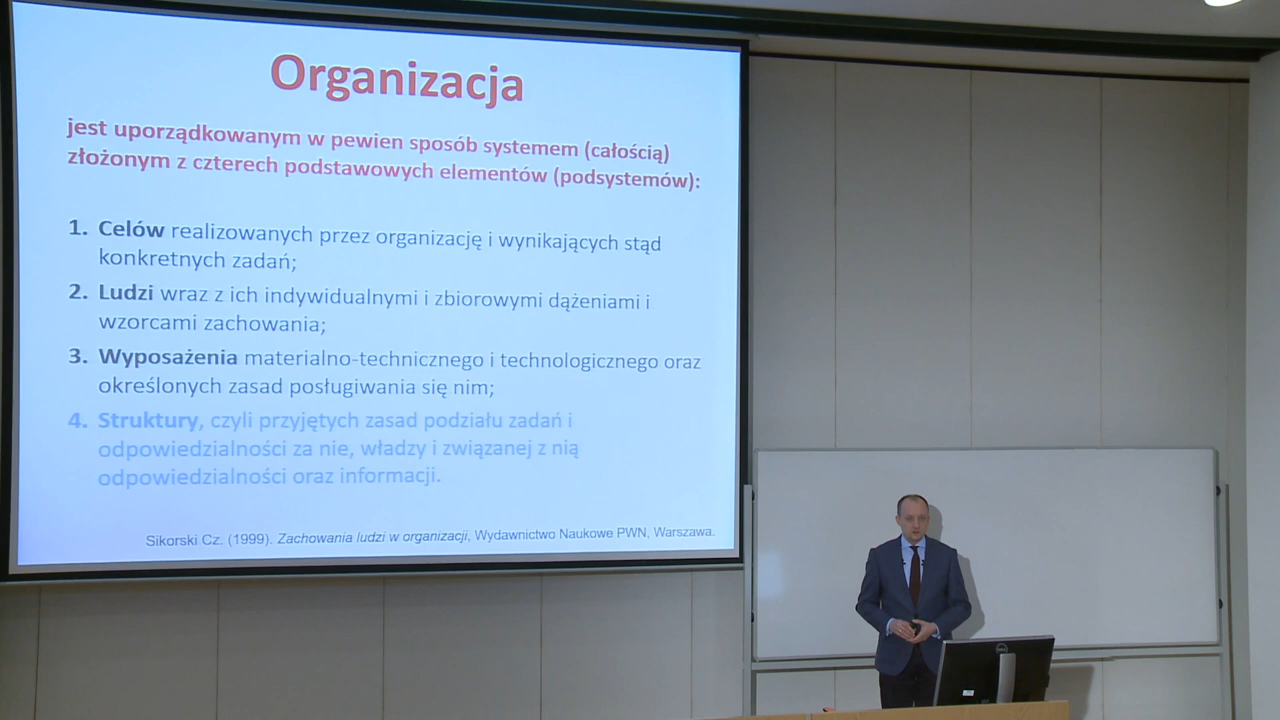 Organizacja
jest uporządkowanym w pewien sposób systemem (całością)
złożonym z czterech podstawowych elementów (podsystemów):
1. Celów realizowanych przez organizację i wynikających stąd
konkretnych zadań;
2. Ludzi wraz z ich indywidualnymi i zbiorowymi dążeniami i
wzorcami zachowania;
3. Wyposażenia materialno-technicznego i technologicznego oraz
określonych zasad posługiwania się nim;
4. Struktury, czyli przyjętych zasad podziału zadań i
odpowiedzialności za nie, władzy i związanej z nią
odpowiedzialności oraz informacji.
Sikorski Cz. (1999). Zachowania ludzi w organizacji, Wydawnictwo Naukowe PWN, Warszawa.